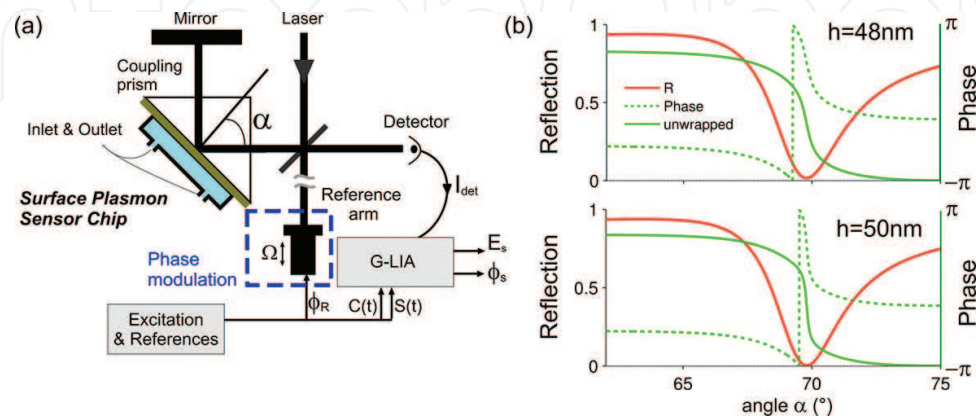 (a)
Mirror
Laser
Coupling
prism
α
Inlet & Outlet
Detector
Surface Plasmon
Sensor Chip
I_det
Reference
arm
Phase
modulation
Ω
G-LIA
E_s
ϕ_s
ϕ_R
C(t)
S(t)
Excitation
& References
(b)
1
h=48nm
π
Reflection
0.5
R
Phase
unwrapped
Phase
0
-π
1
h=50nm
π
Reflection
0.5
Phase
0
-π
65
70
75
angle α (°)